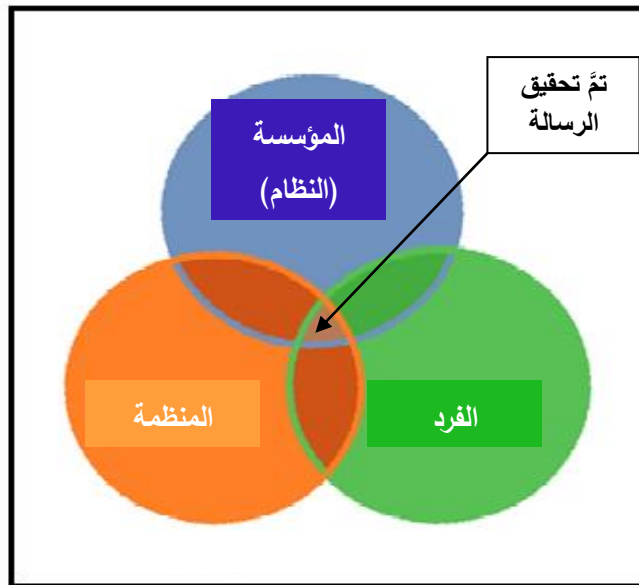 تمَّ تحقيق
الرسالة
المؤسسة
(النظام)
المنظمة
الفرد